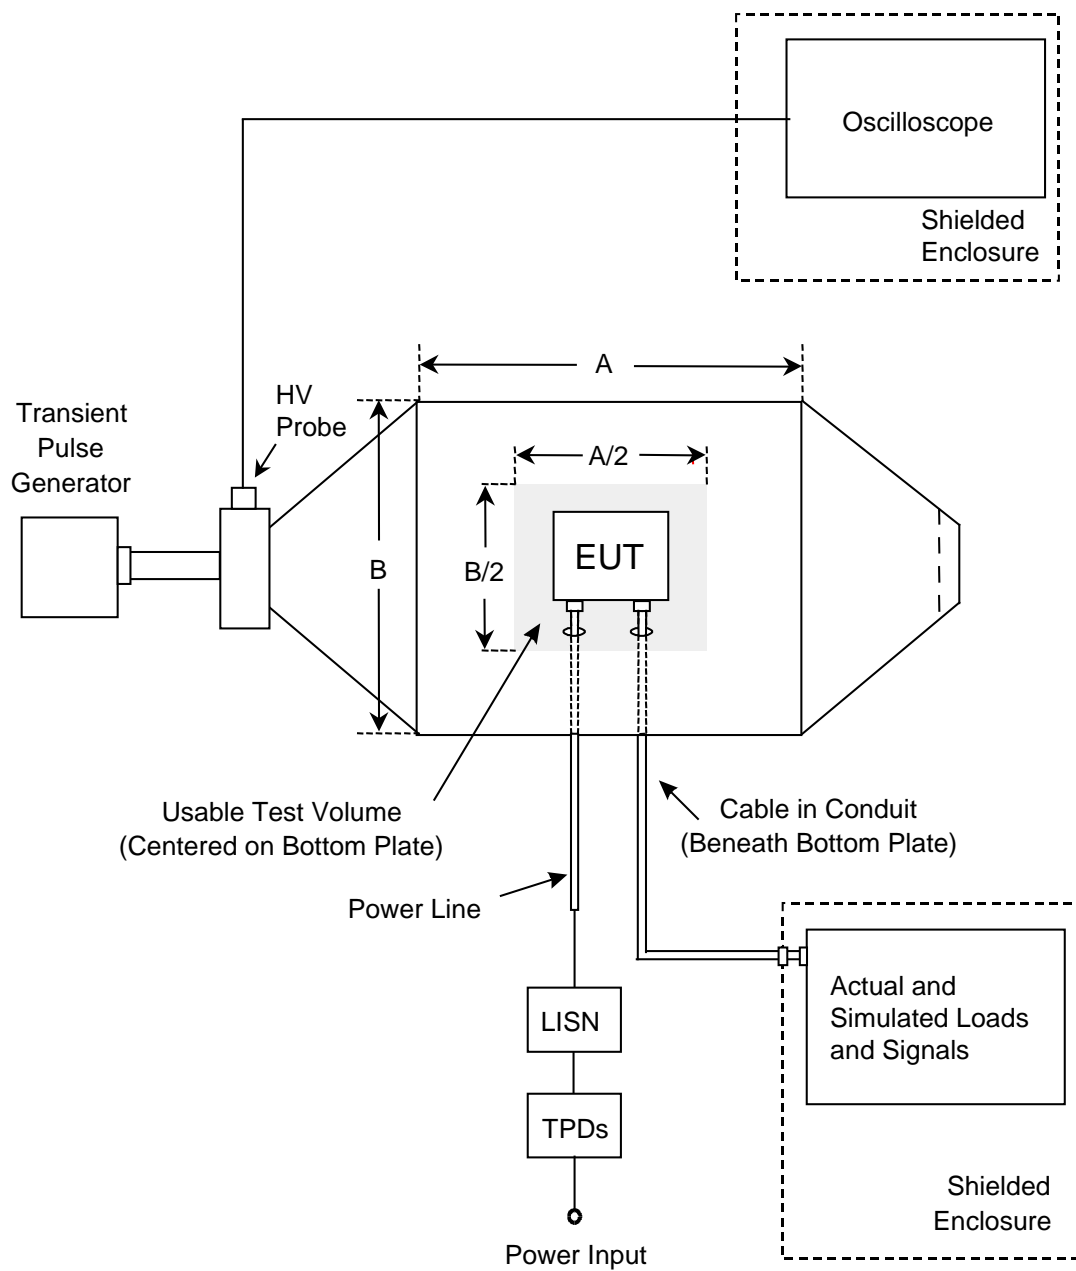 Oscilloscope
Shielded
Enclosure
A
HV
Probe
Transient
Pulse
Generator
A/2
B
B/2
EUT
Usable Test Volume
(Centered on Bottom Plate)
Cable in Conduit
(Beneath Bottom Plate)
Power Line
Actual and
Simulated Loads
and Signals
LISN
TPDs
Shielded
Enclosure
Power Input